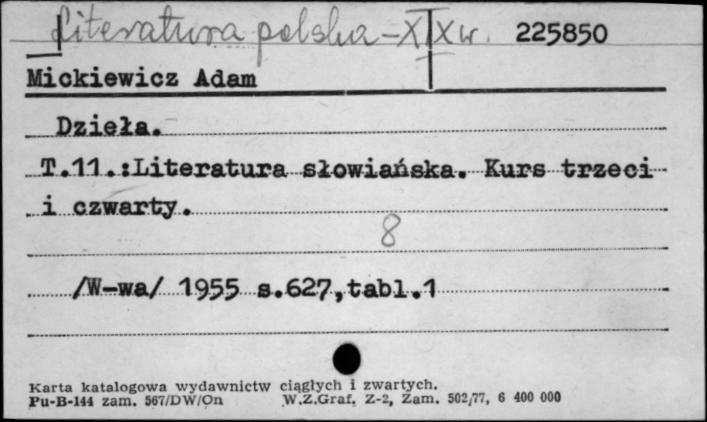 Literatura polska - XIX w. 225850
Mickiewicz Adam
Dzieła.
T.11.:Literatura słowiańska. Kurs trzeci
i czwarty.
8
/W-wa/ 1955 s.627,tabl.1
Karta katalogowa wydawnictw ciągłych i zwartych.
Pu-B-144 zam. 567/DW/On W.Z.Graf. Z-2, Zam. 502/77, 6 400 000